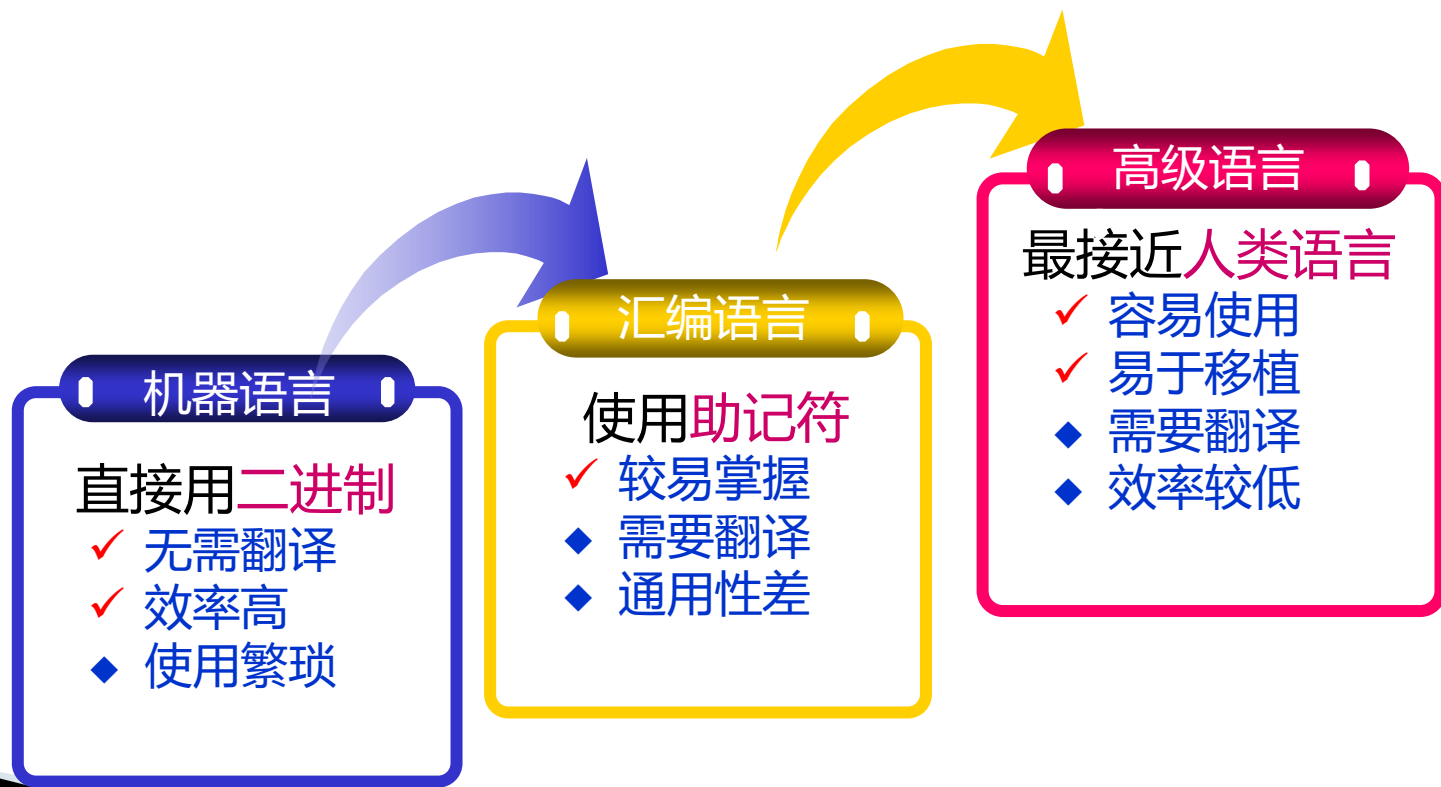 机器语言
直接用二进制
✓ 无需翻译
✓ 效率高
◆ 使用繁琐
汇编语言
使用助记符
✓ 较易掌握
◆ 需要翻译
◆ 通用性差
高级语言
最接近人类语言
✓ 容易使用
✓ 易于移植
◆ 需要翻译
◆ 效率较低